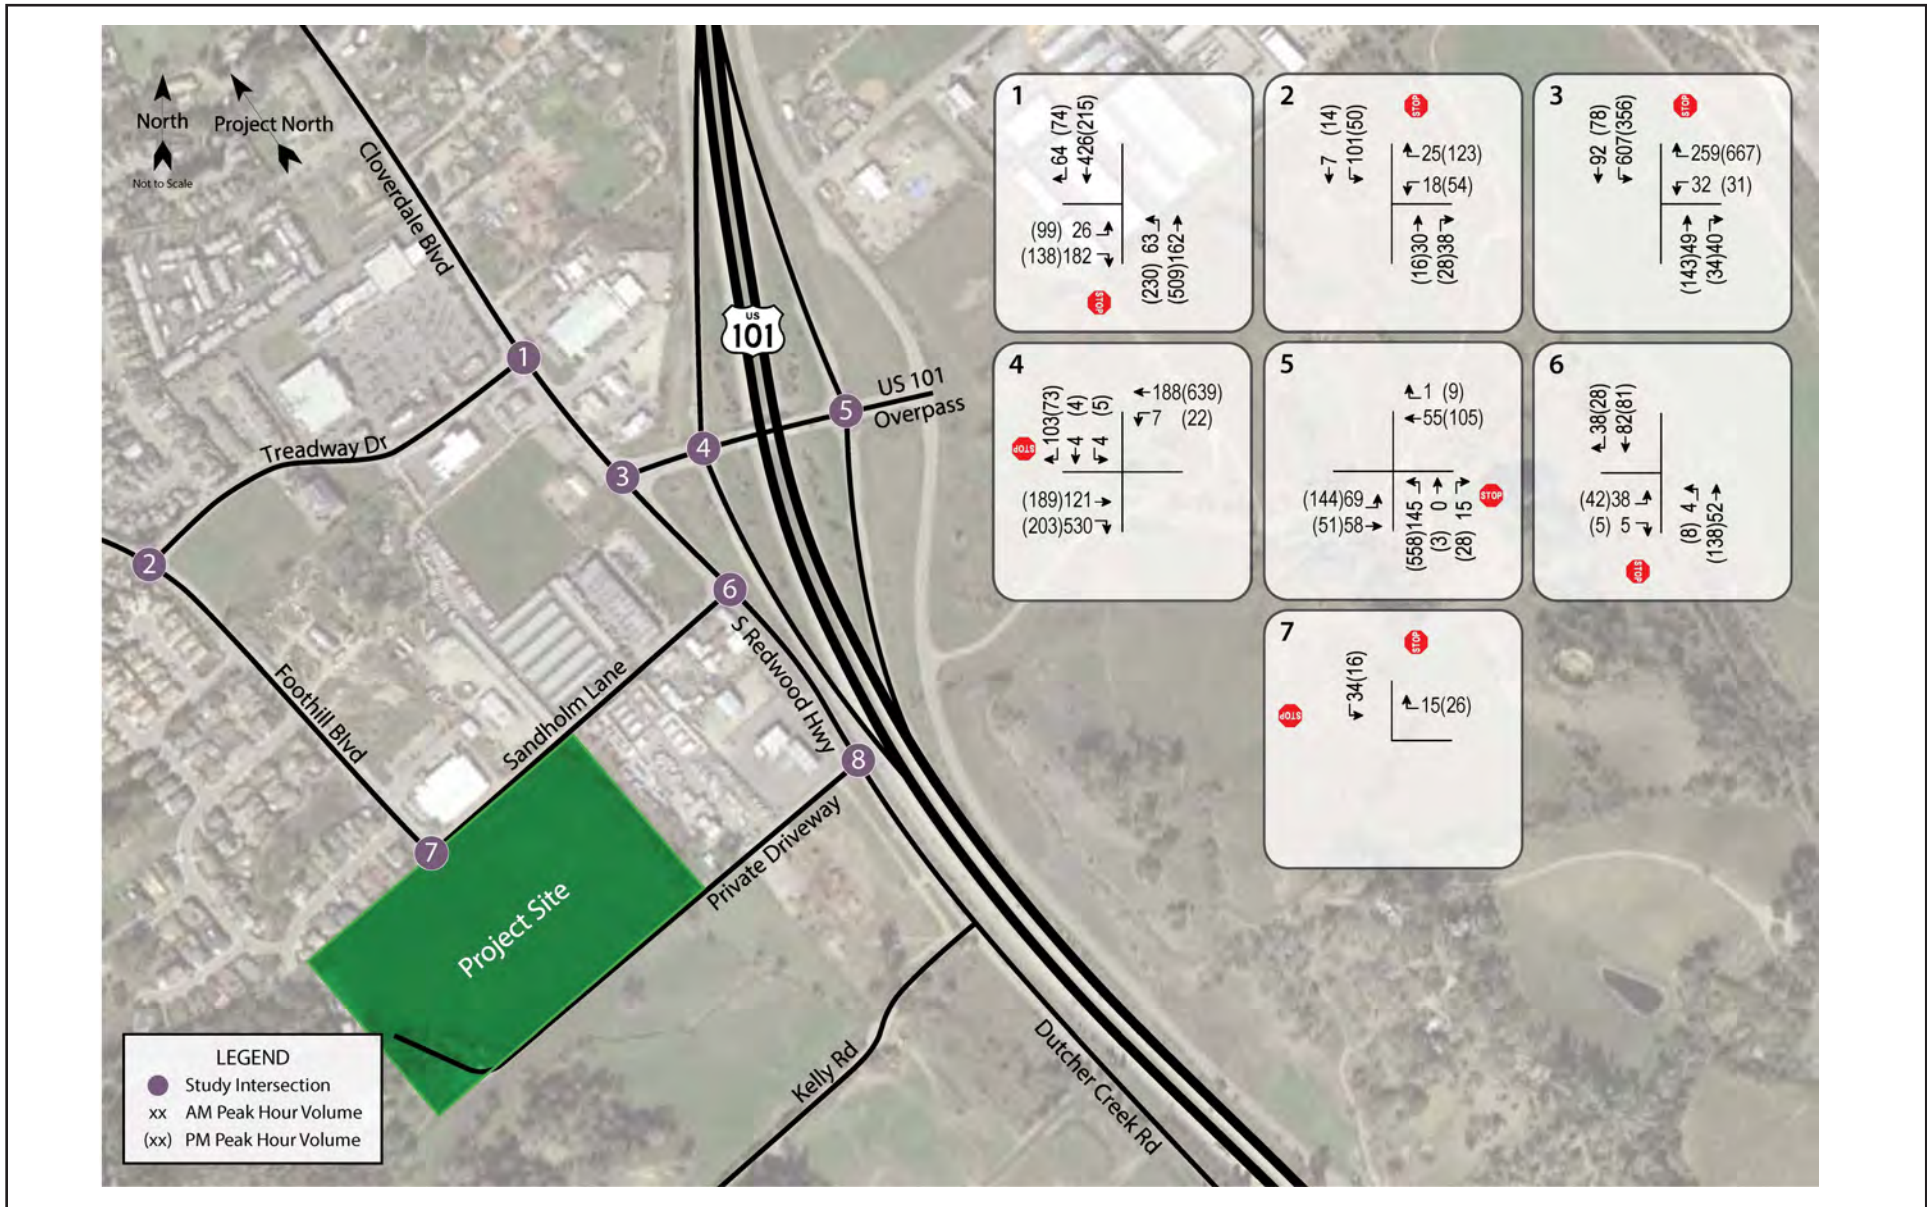 North
Project North
Not to Scale
Cloverdale Blvd
US
101
US 101
Overpass
Treadway Dr
Foothill Blvd
Sandholm Lane
S Redwood Hwy
Private Driveway
Project Site
Kelly Rd
Dutcher Creek Rd
1
2
3
4
5
6
7
8
LEGEND
Study Intersection
xx AM Peak Hour Volume
(xx) PM Peak Hour Volume
1
64 (74)
426(215)
(99) 26
(138)182
(230) 63
(509)162
STOP
2
7 (14)
101(50)
STOP
25(123)
18(54)
(16)30
(28)38
3
92 (78)
607(356)
STOP
259(667)
32 (31)
(143)49
(34)40
4
STOP
103(73)
4 (4)
4 (5)
188(639)
7 (22)
(189)121
(203)530
5
1 (9)
55(105)
(144)69
(51)58
(558)145
(3) 0
(28) 15
STOP
6
38(28)
82(81)
(42)38
(5) 5
(8) 4
(138)52
STOP
7
STOP
34(16)
STOP
15(26)